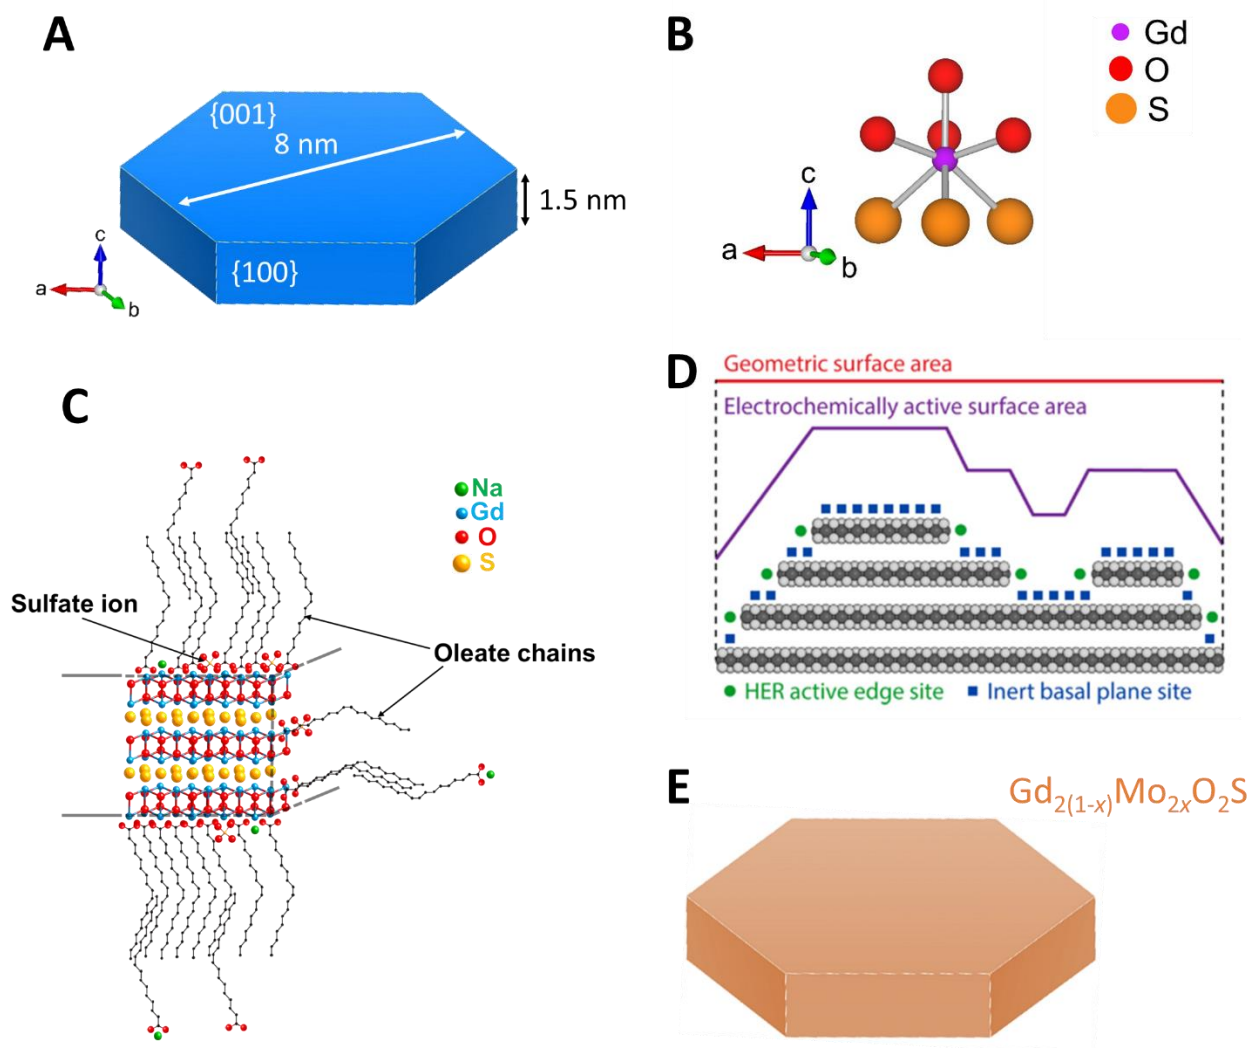 A
{001}
8 nm
1.5 nm
{100}
c
a
b
B
Gd
O
S
c
a
b
C
Na
Gd
O
S
Sulfate ion
Oleate chains
D
Geometric surface area
Electrochemically active surface area
HER active edge site
Inert basal plane site
E
Gd2(1-x)Mo2xO2S